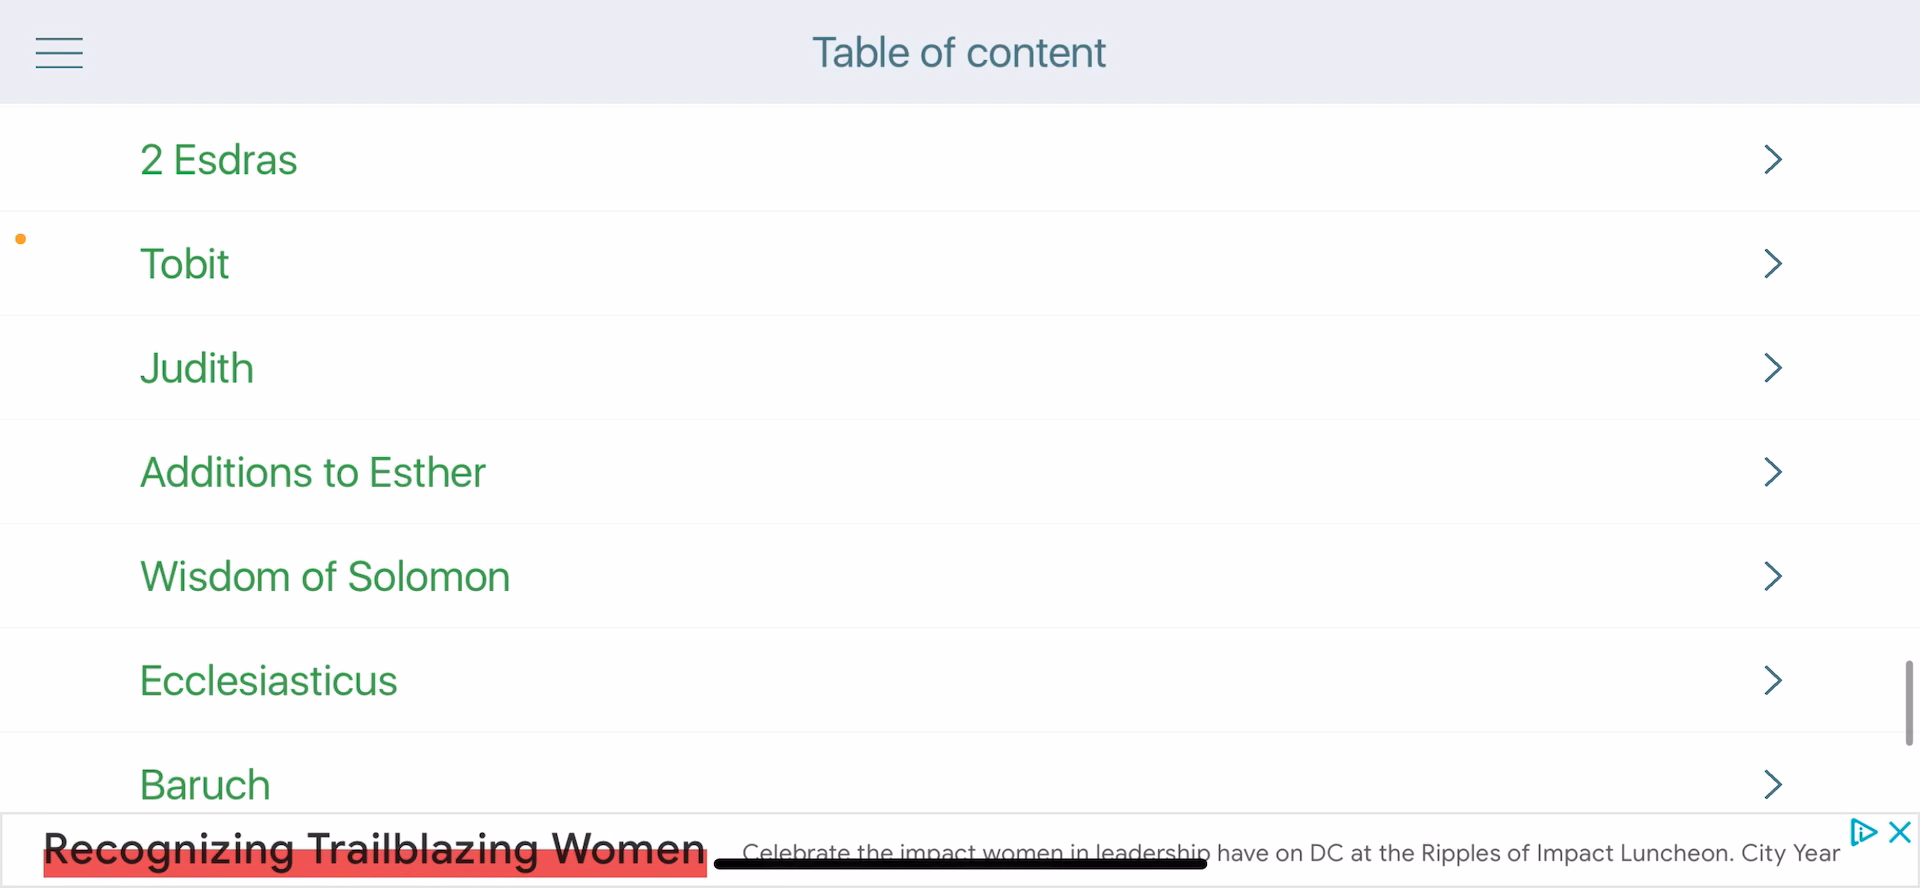 Table of content
2 Esdras
Tobit
Judith
Additions to Esther
Wisdom of Solomon
Ecclesiasticus
Baruch
Recognizing Trailblazing Women
Celebrate the impact women in leadership have on DC at the Ripples of Impact Luncheon. City Year